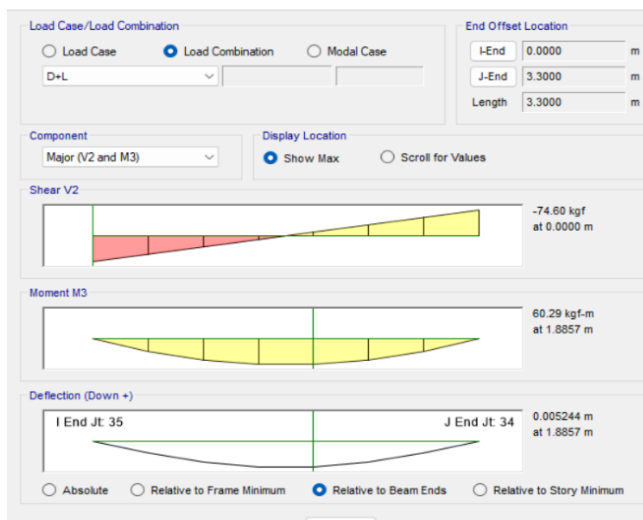 Load Case/Load Combination
Load Case
Load Combination
Modal Case
D+L
End Offset Location
I-End 0.0000 m
J-End 3.3000 m
Length 3.3000 m
Component
Major (V2 and M3)
Display Location
Show Max
Scroll for Values
Shear V2
-74.60 kgf
at 0.0000 m
Moment M3
60.29 kgf-m
at 1.8857 m
Deflection (Down +)
I End Jt: 35
J End Jt: 34
0.005244 m
at 1.8857 m
Absolute
Relative to Frame Minimum
Relative to Beam Ends
Relative to Story Minimum